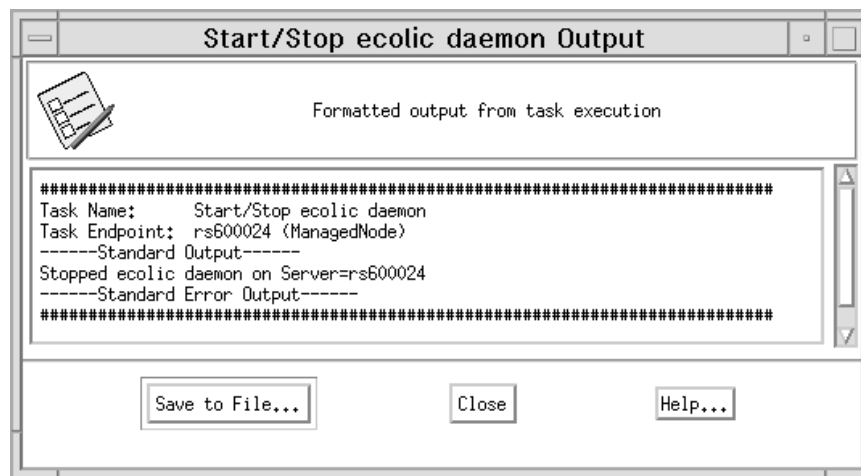 Start/Stop ecolic daemon Output
Formatted output from task execution
############################################################################
Task Name:      Start/Stop ecolic daemon
Task Endpoint:  rs600024 (ManagedNode)
------Standard Output------
Stopped ecolic daemon on Server=rs600024
------Standard Error Output------
############################################################################
Save to File... Close Help...